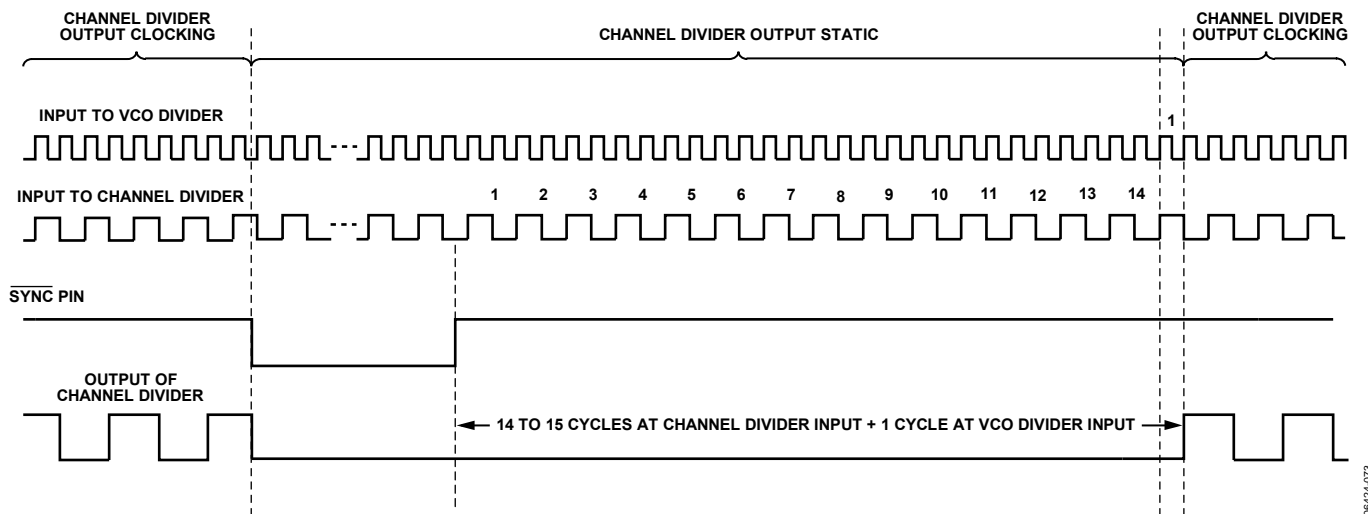 CHANNEL DIVIDER
OUTPUT CLOCKING
CHANNEL DIVIDER OUTPUT STATIC
CHANNEL DIVIDER
OUTPUT CLOCKING
INPUT TO VCO DIVIDER
1
INPUT TO CHANNEL DIVIDER
1 2 3 4 5 6 7 8 9 10 11 12 13 14
SYNC PIN
OUTPUT OF
CHANNEL DIVIDER
14 TO 15 CYCLES AT CHANNEL DIVIDER INPUT + 1 CYCLE AT VCO DIVIDER INPUT
06424-073